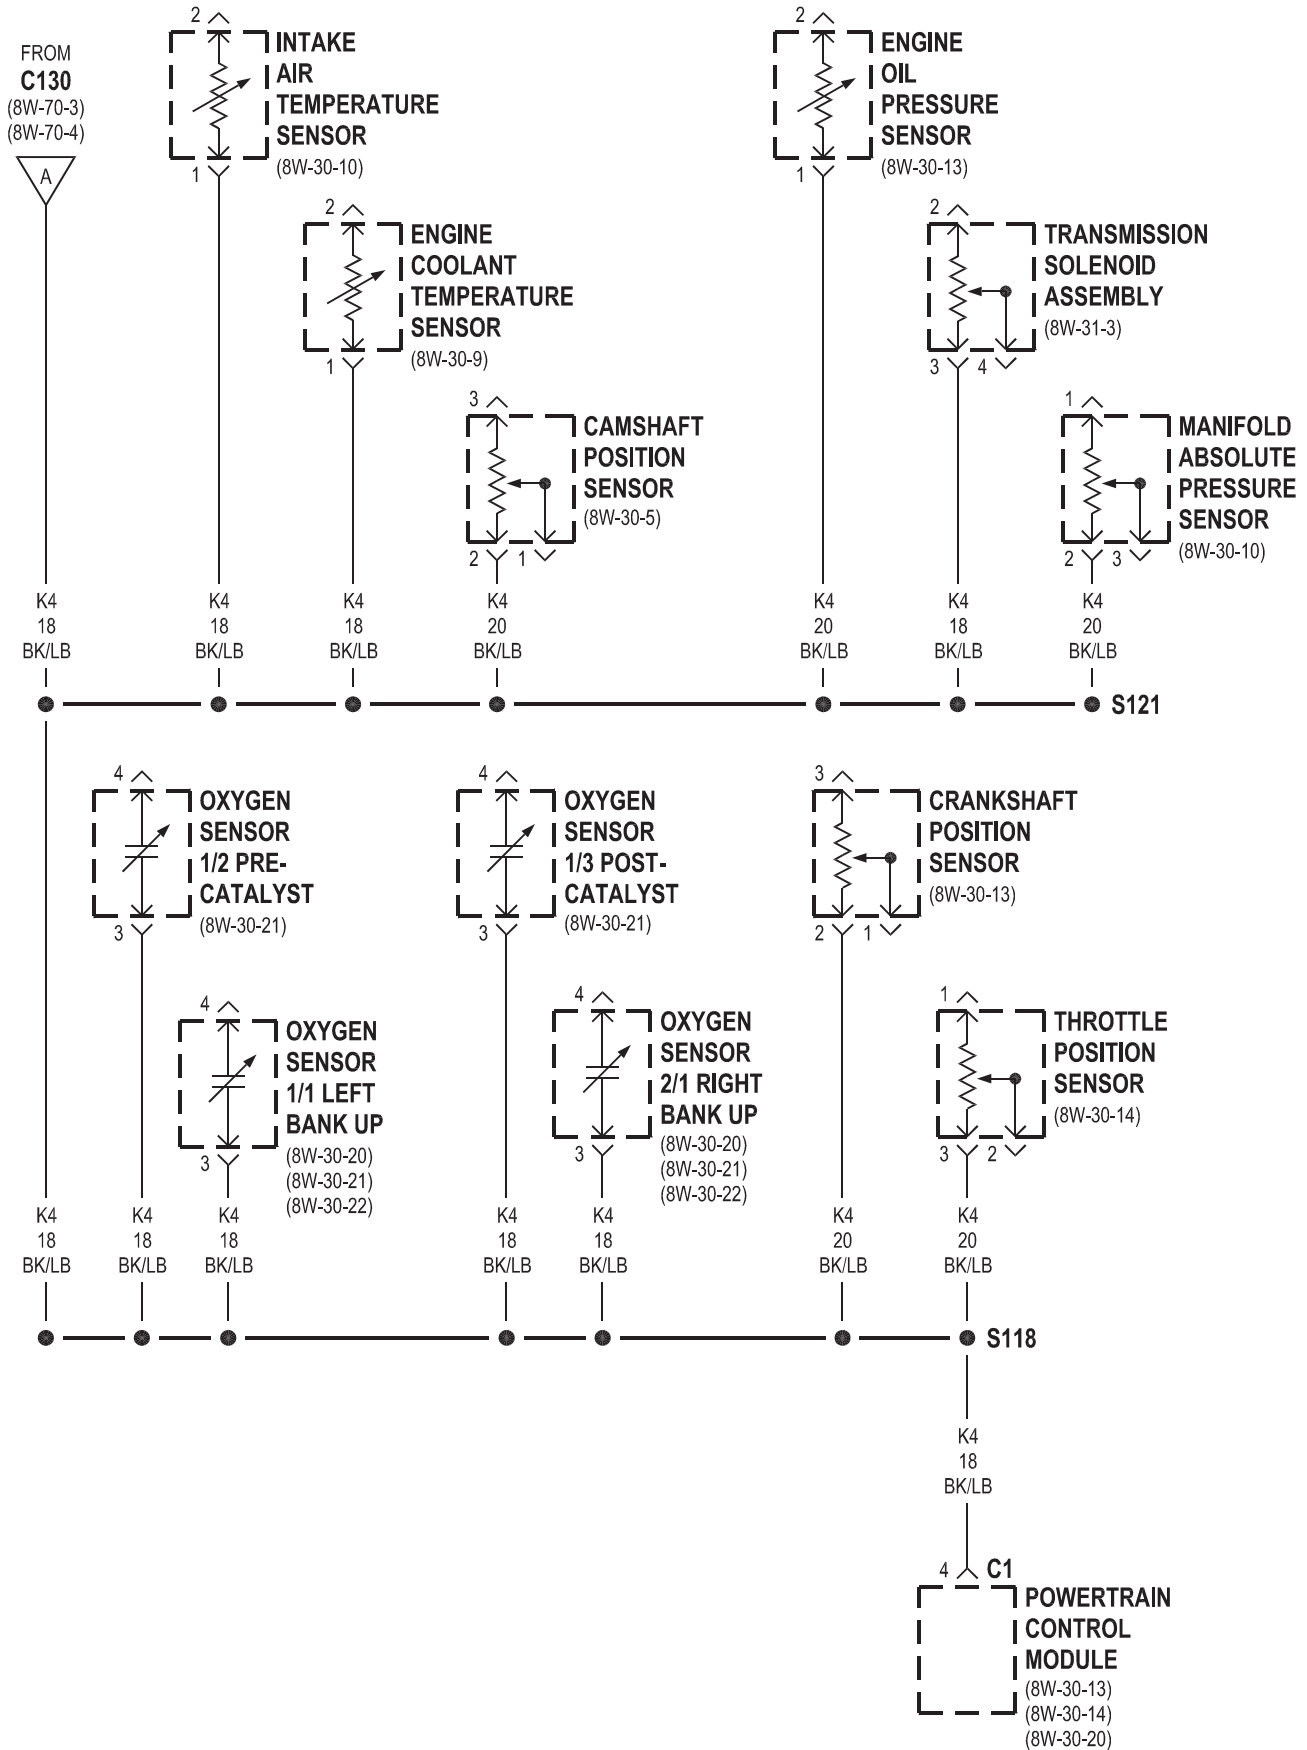 FROM
C130
(8W-70-3)
(8W-70-4)
A
2
INTAKE
AIR
TEMPERATURE
SENSOR
(8W-30-10)
1
2
ENGINE
COOLANT
TEMPERATURE
SENSOR
(8W-30-9)
1
3
CAMSHAFT
POSITION
SENSOR
(8W-30-5)
2 1
2
ENGINE
OIL
PRESSURE
SENSOR
(8W-30-13)
1
2
TRANSMISSION
SOLENOID
ASSEMBLY
(8W-31-3)
3 4
1
MANIFOLD
ABSOLUTE
PRESSURE
SENSOR
(8W-30-10)
2 3
K4 K4 K4 K4 K4 K4 K4
18 18 18 20 20 18 20
BK/LB BK/LB BK/LB BK/LB BK/LB BK/LB BK/LB
S121
4
OXYGEN
SENSOR
1/2 PRE-
CATALYST
(8W-30-21)
3
4
OXYGEN
SENSOR
1/1 LEFT
BANK UP
(8W-30-20)
(8W-30-21)
(8W-30-22)
3
4
OXYGEN
SENSOR
1/3 POST-
CATALYST
(8W-30-21)
3
4
OXYGEN
SENSOR
2/1 RIGHT
BANK UP
(8W-30-20)
(8W-30-21)
(8W-30-22)
3
3
CRANKSHAFT
POSITION
SENSOR
(8W-30-13)
2 1
1
THROTTLE
POSITION
SENSOR
(8W-30-14)
3 2
K4 K4 K4 K4 K4 K4 K4
18 18 18 18 18 20 20
BK/LB BK/LB BK/LB BK/LB BK/LB BK/LB BK/LB
S118
K4
18
BK/LB
4 C1
POWERTRAIN
CONTROL
MODULE
(8W-30-13)
(8W-30-14)
(8W-30-20)